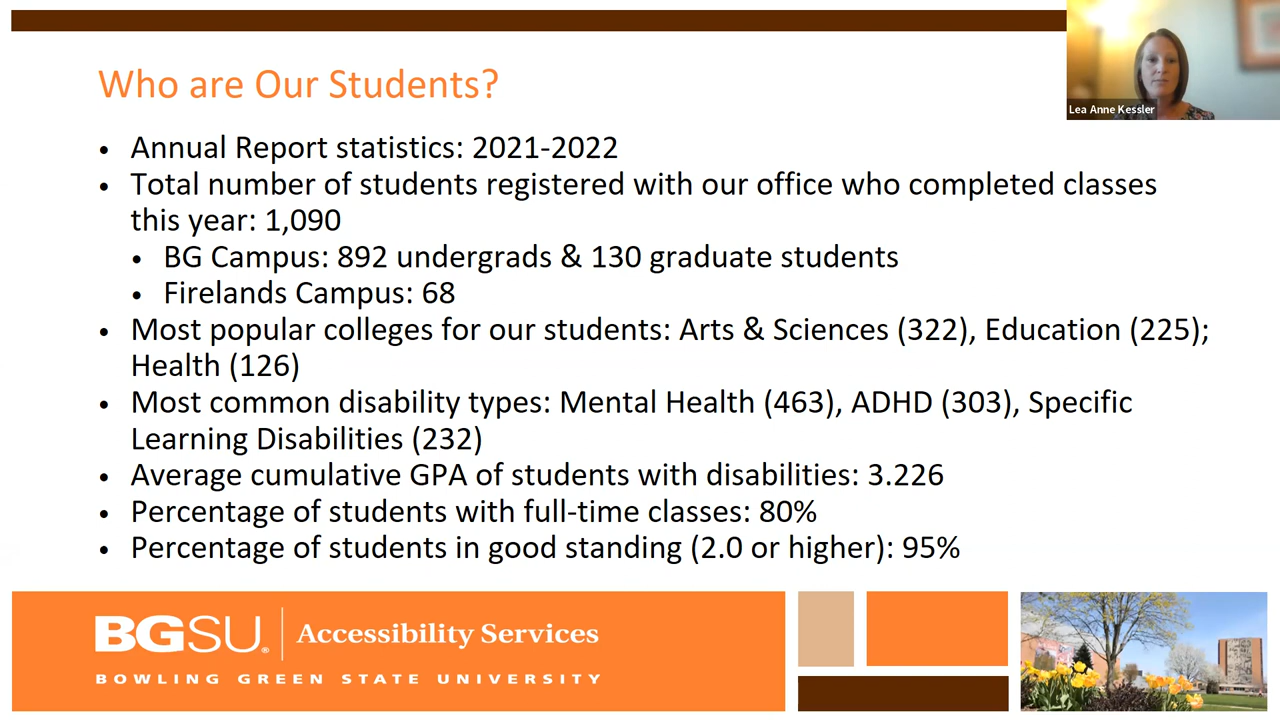 Who are Our Students?
Lea Anne Kessler
• Annual Report statistics: 2021-2022
• Total number of students registered with our office who completed classes
this year: 1,090
• BG Campus: 892 undergrads & 130 graduate students
• Firelands Campus: 68
• Most popular colleges for our students: Arts & Sciences (322), Education (225);
Health (126)
• Most common disability types: Mental Health (463), ADHD (303), Specific
Learning Disabilities (232)
• Average cumulative GPA of students with disabilities: 3.226
• Percentage of students with full-time classes: 80%
• Percentage of students in good standing (2.0 or higher): 95%
BGSU® Accessibility Services
BOWLING GREEN STATE UNIVERSITY